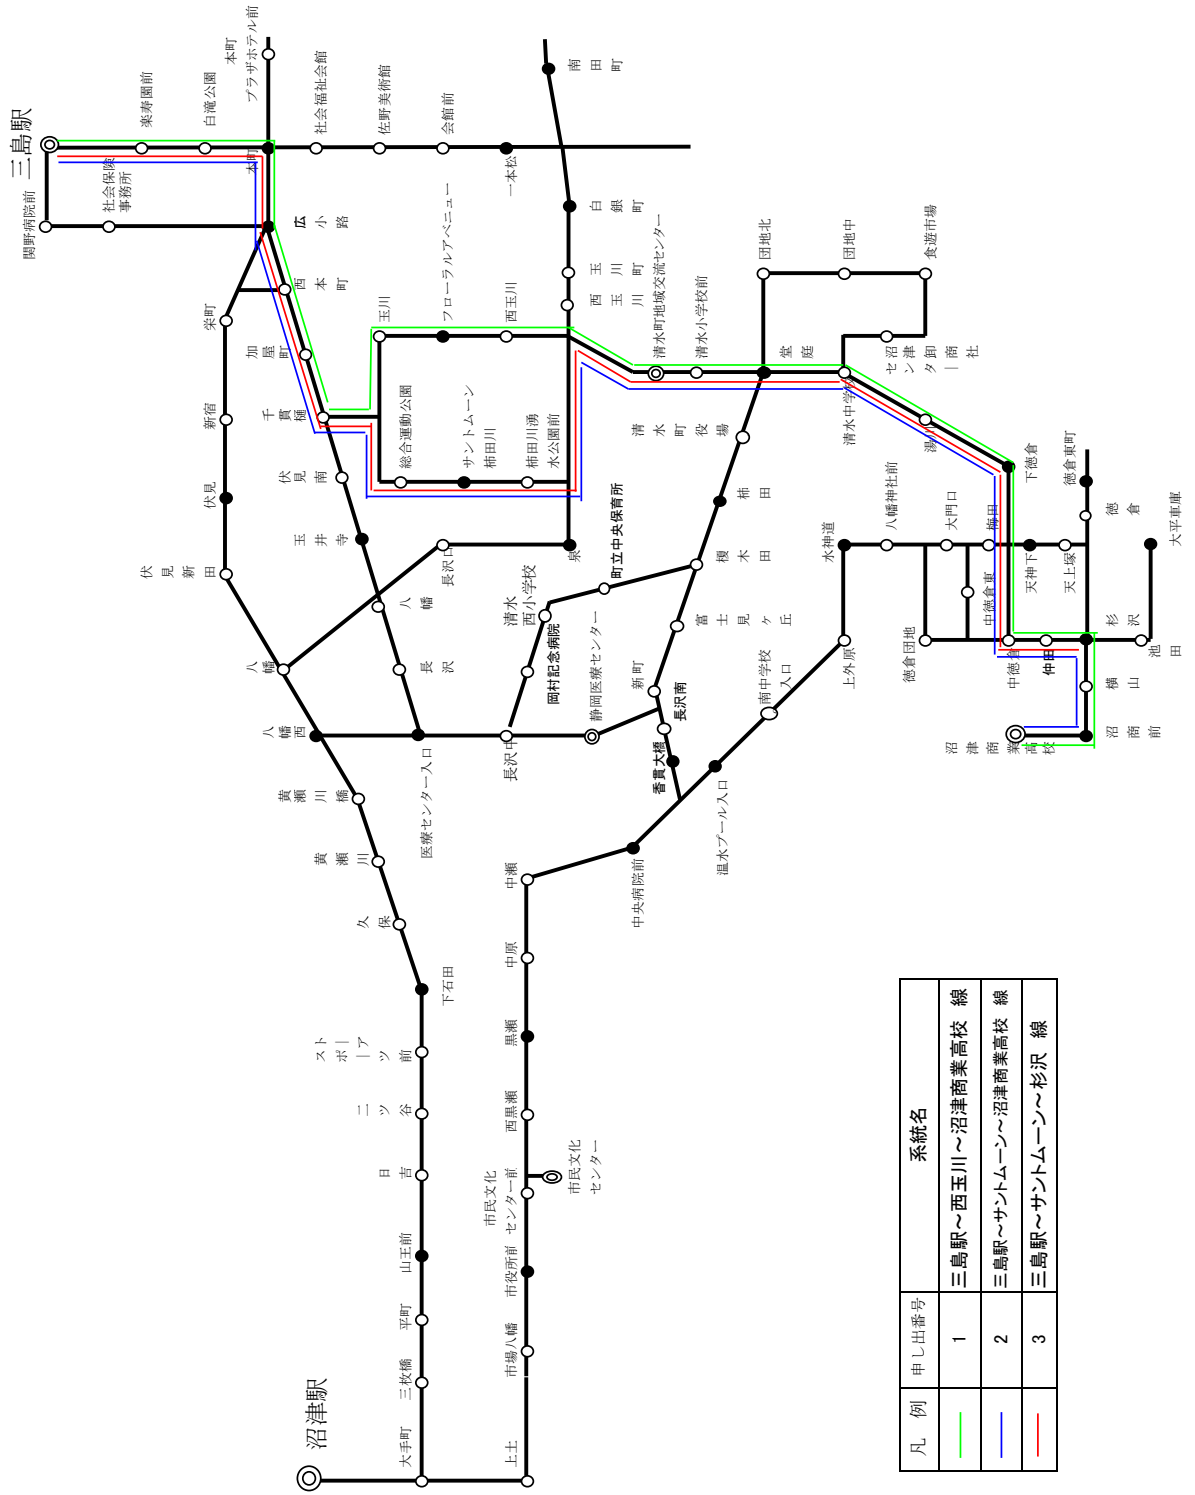 三島駅
関野病院前
社会保険
事務所
楽寿園前
白滝公園
本町
プラザホテル前
本町
社会福祉会館
佐野美術館
会館前
一本松
南田町
白銀町
玉川町
西玉川
広小路
西本町
加屋町
千貫樋
栄町
新宿
伏見
伏見新田
伏見南
玉井寺
八幡
長沢
玉川
フローラルアベニュー
西玉川
総合運動公園
サントムーン
柿田川
柿田川湧
水公園前
長沢口
泉
清水町地域交流センター
清水小学校前
堂庭
団地北
団地中
食遊市場
沼津卸商社
センター
清水中学校
湯川
下徳倉
清水町役場
柿田
榎木田
富士見ヶ丘
新町
長沢南
香貫大橋
町立中央保育所
清水
西小学校
岡村記念病院
静岡医療センター
長沢中
医療センター入口
八幡
八幡西
黄瀬川橋
黄瀬川
久保
下石田
ストポーアーツ前
二ツ谷
日吉
山王前
平町
三枚橋
大手町
沼津駅
上土
市場八幡
市役所前
市民文化
センター前
市民文化
センター
西黒瀬
黒瀬
中原
中瀬
中央病院前
温水プール入口
南中学校
入口
上外原
水神道
八幡神社前
大門口
梅田
天神下
天上塚
徳倉東町
徳倉
大平車庫
徳倉団地
中徳倉東
中徳倉
仲田
杉沢
池田
横山
沼商前
沼津商業高校
凡例
申し出番号
系統名
1
三島駅～西玉川～沼津商業高校 線
2
三島駅～サントムーン～沼津商業高校 線
3
三島駅～サントムーン～杉沢 線